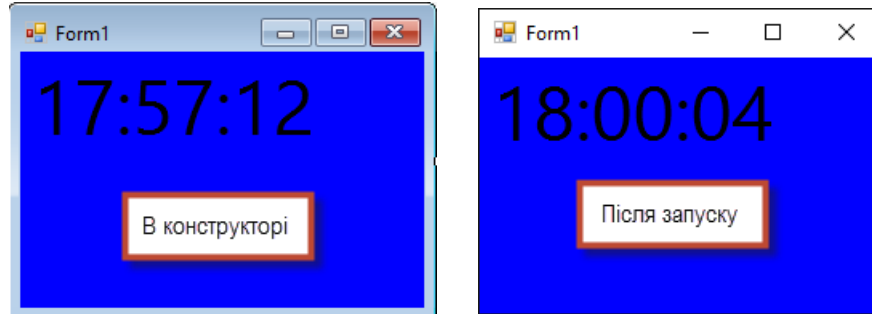 Form1
17:57:12
В конструкторі
Form1
18:00:04
Після запуску